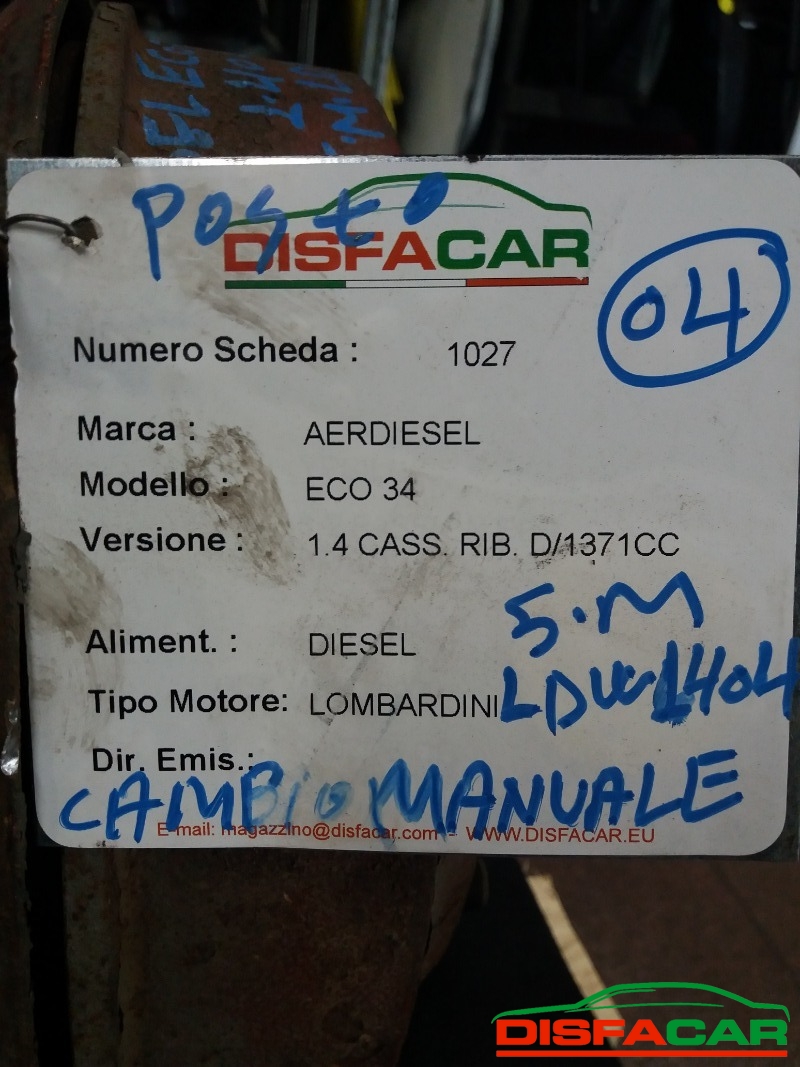 POSTO
DISFACAR
04
Numero Scheda : 1027
Marca : AERDIESEL
Modello : ECO 34
Versione : 1.4 CASS. RIB. D/1371CC
5.M
Aliment. : DIESEL
Tipo Motore: LOMBARDINI LDW1404
Dir. Emis.:
CAMBIO MANUALE
E-mail: magazzino@disfacar.com - WWW.DISFACAR.EU
DISFACAR